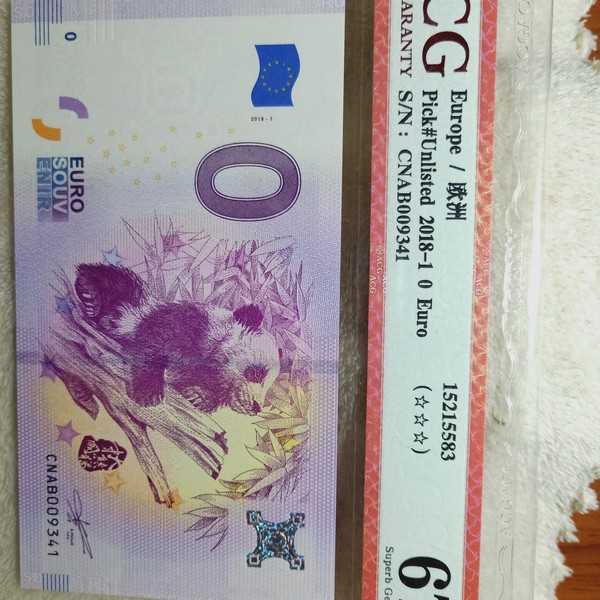 CG
ARANTY
Europe / 欧洲
Pick#Unlisted 2018-1 0 Euro
S/N: CNAB009341
15215583
(☆☆☆)
Superb Ge
0
2018 - 1
0
EURO
SOUV
ENIR
CNAB009341